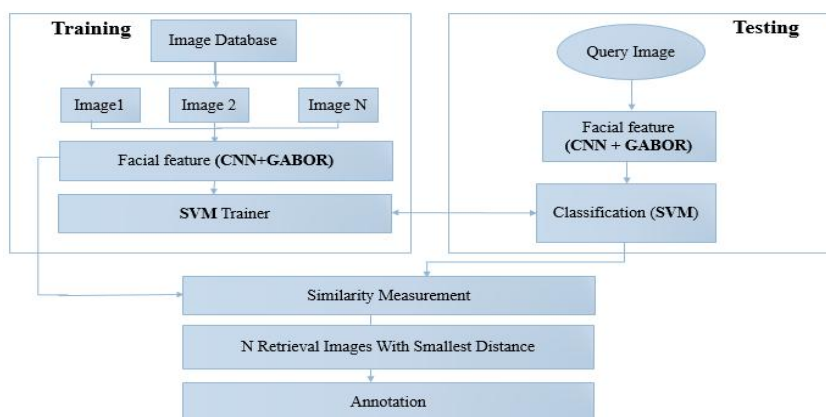 Training
Image Database
Image1
Image 2
Image N
Facial feature (CNN+GABOR)
SVM Trainer
Testing
Query Image
Facial feature
(CNN + GABOR)
Classification (SVM)
Similarity Measurement
N Retrieval Images With Smallest Distance
Annotation